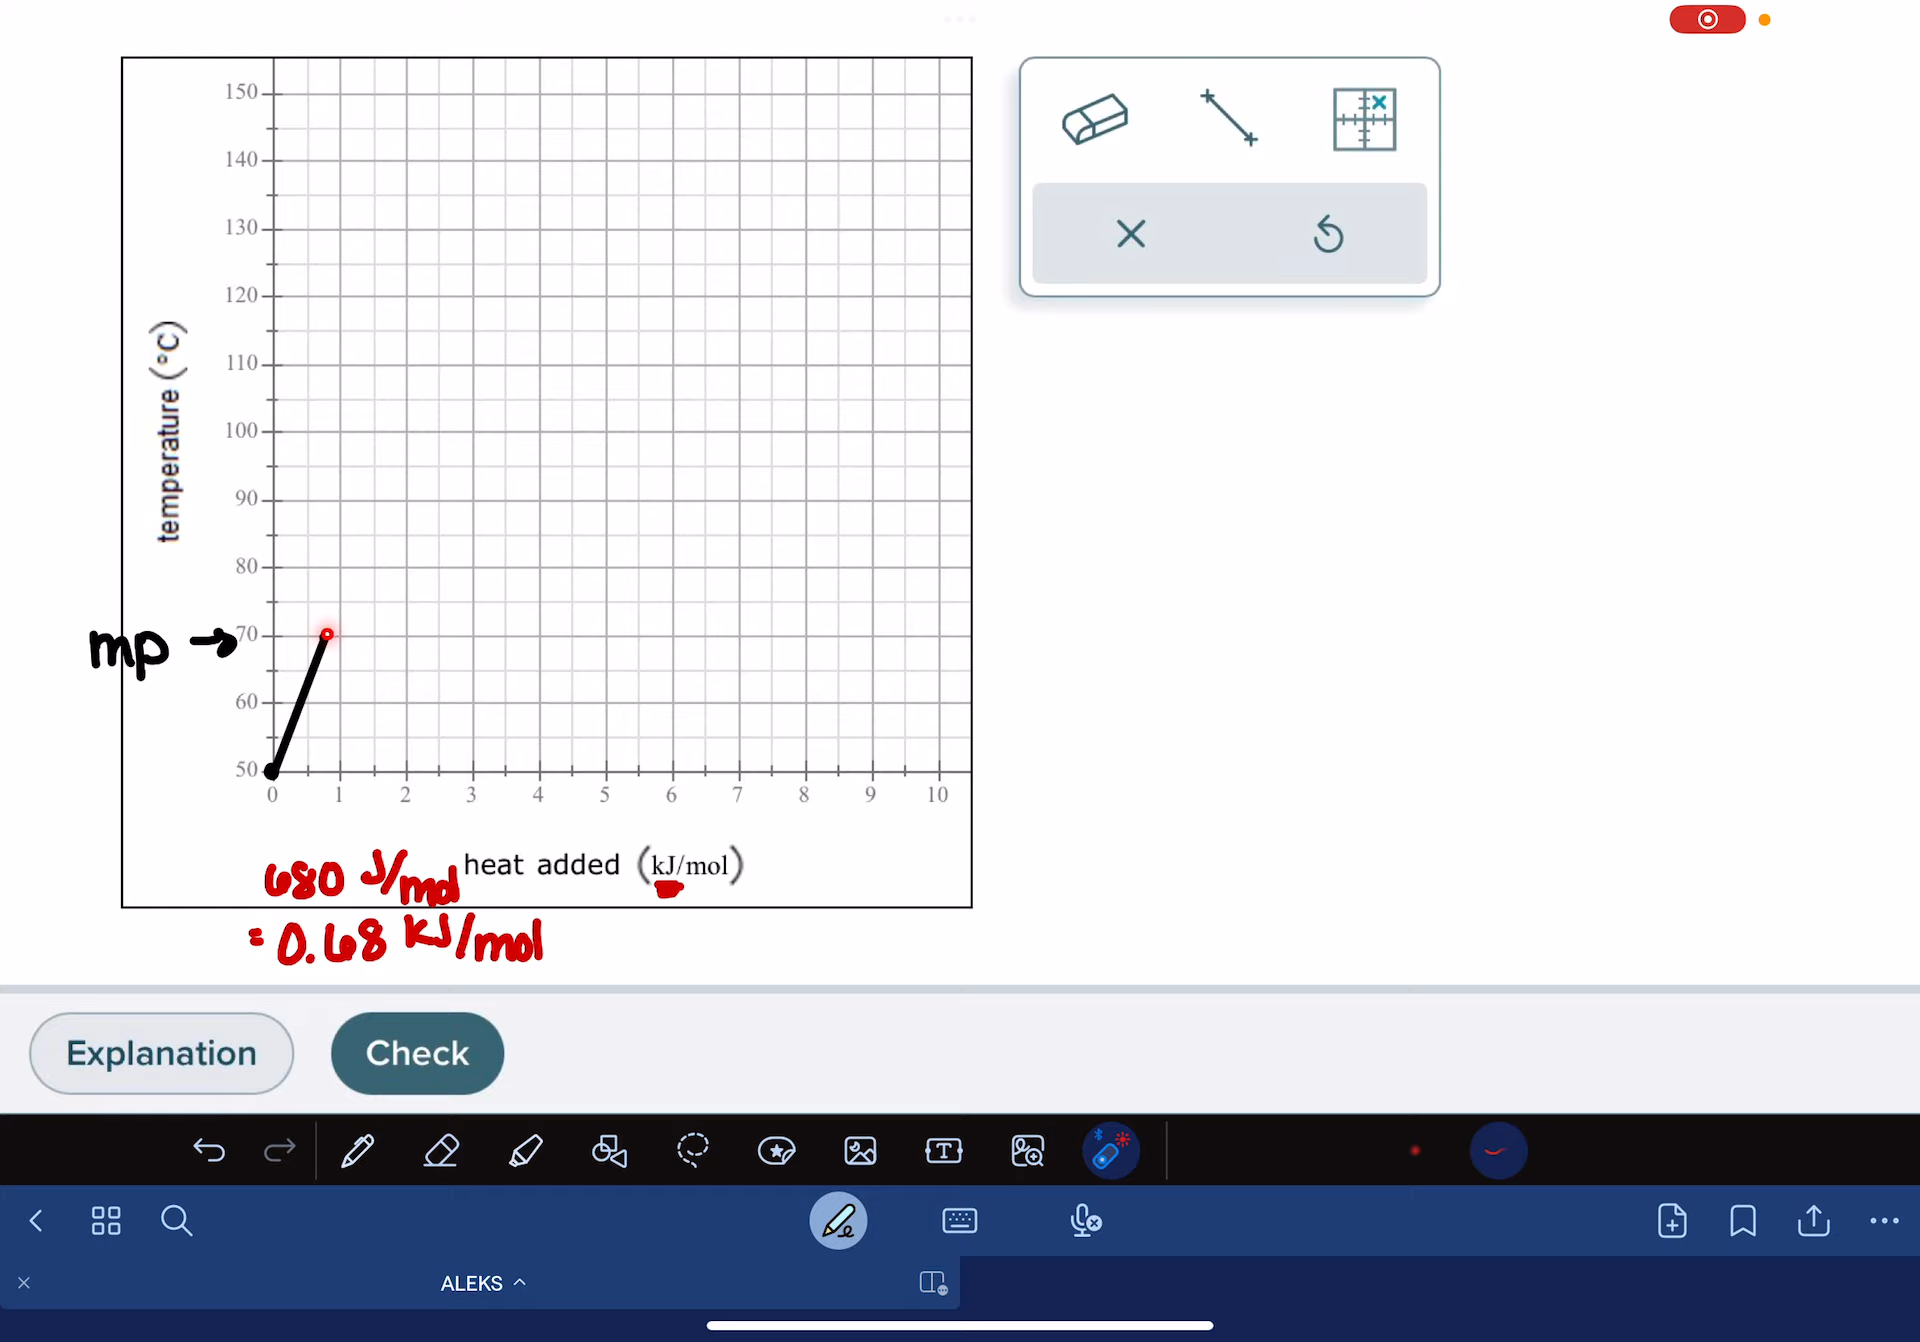 150
140
130
120
110
100
90
80
70
60
50
temperature (°C)
mp →
0 1 2 3 4 5 6 7 8 9 10
heat added (kJ/mol)
680 J/mol
= 0.68 kJ/mol
Explanation
Check
T
ALEKS